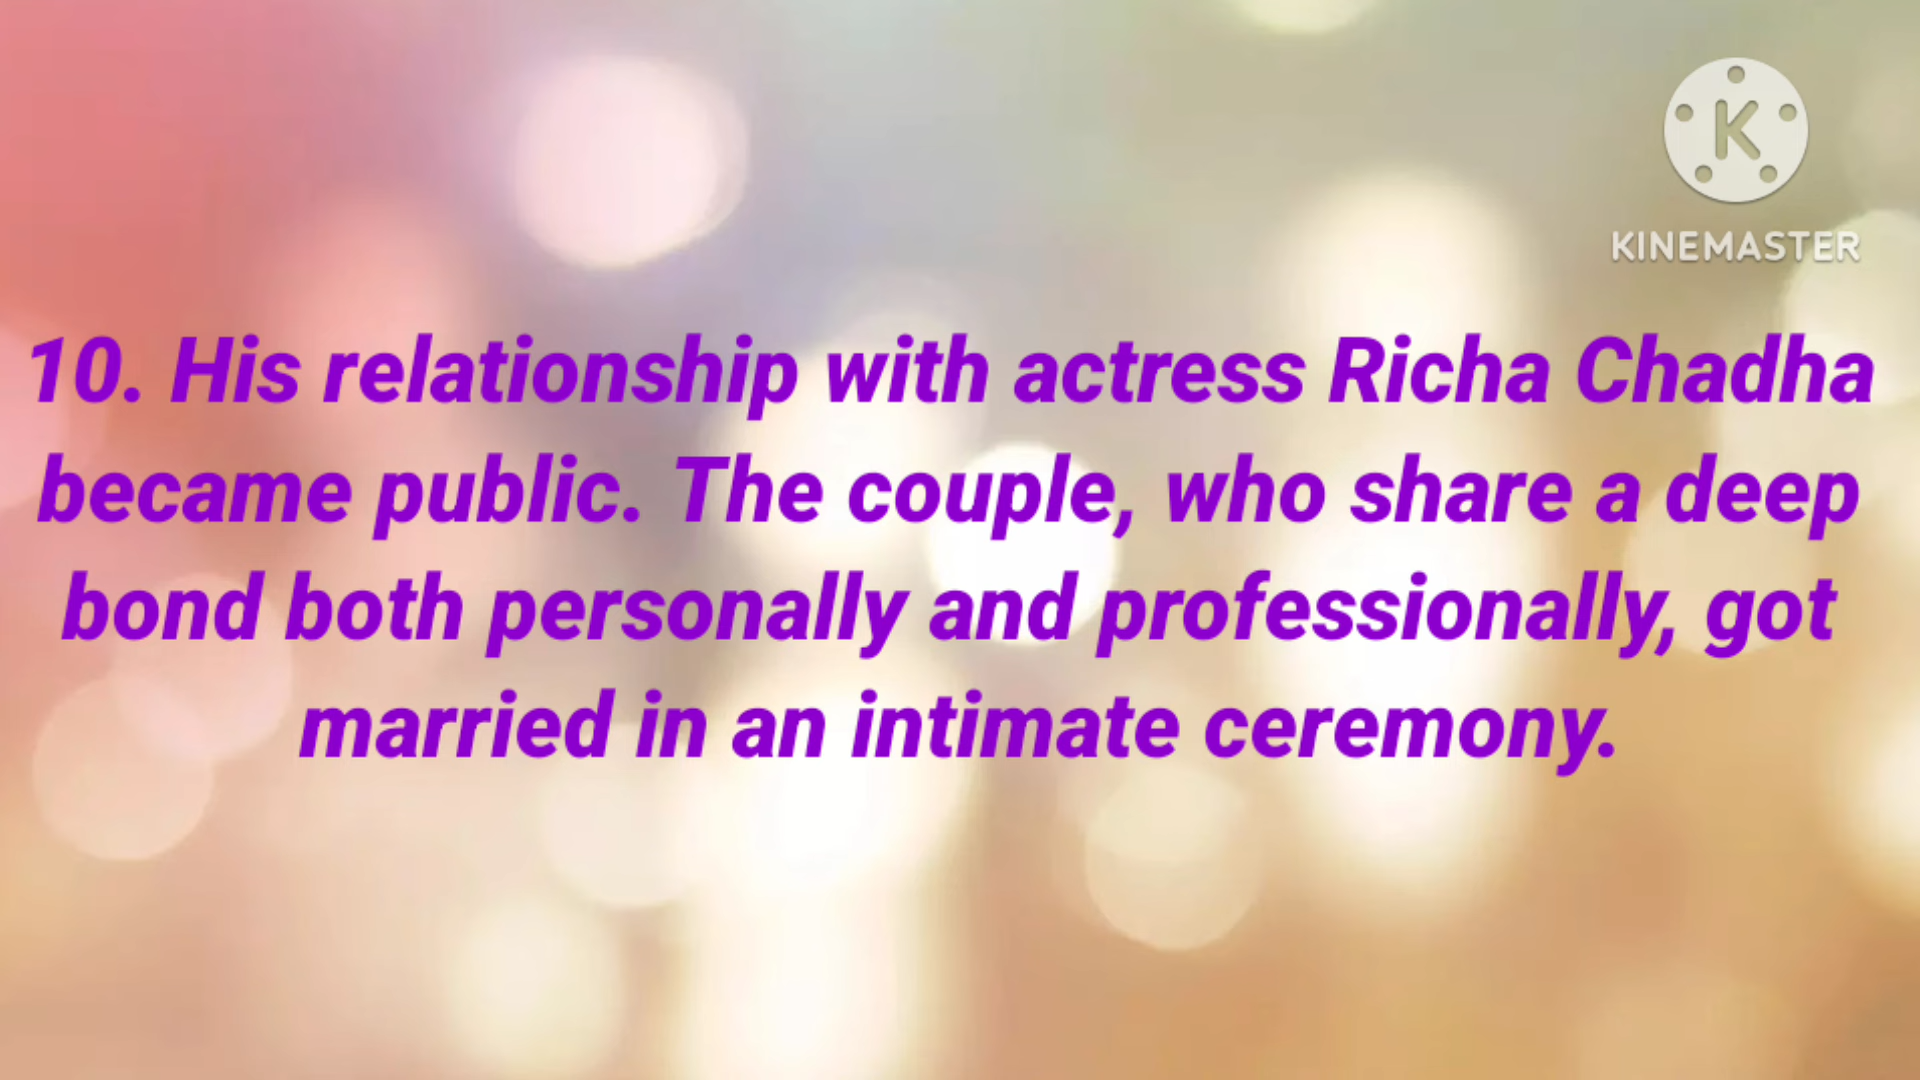 K
KINEMASTER
10. His relationship with actress Richa Chadha
became public. The couple, who share a deep
bond both personally and professionally, got
married in an intimate ceremony.